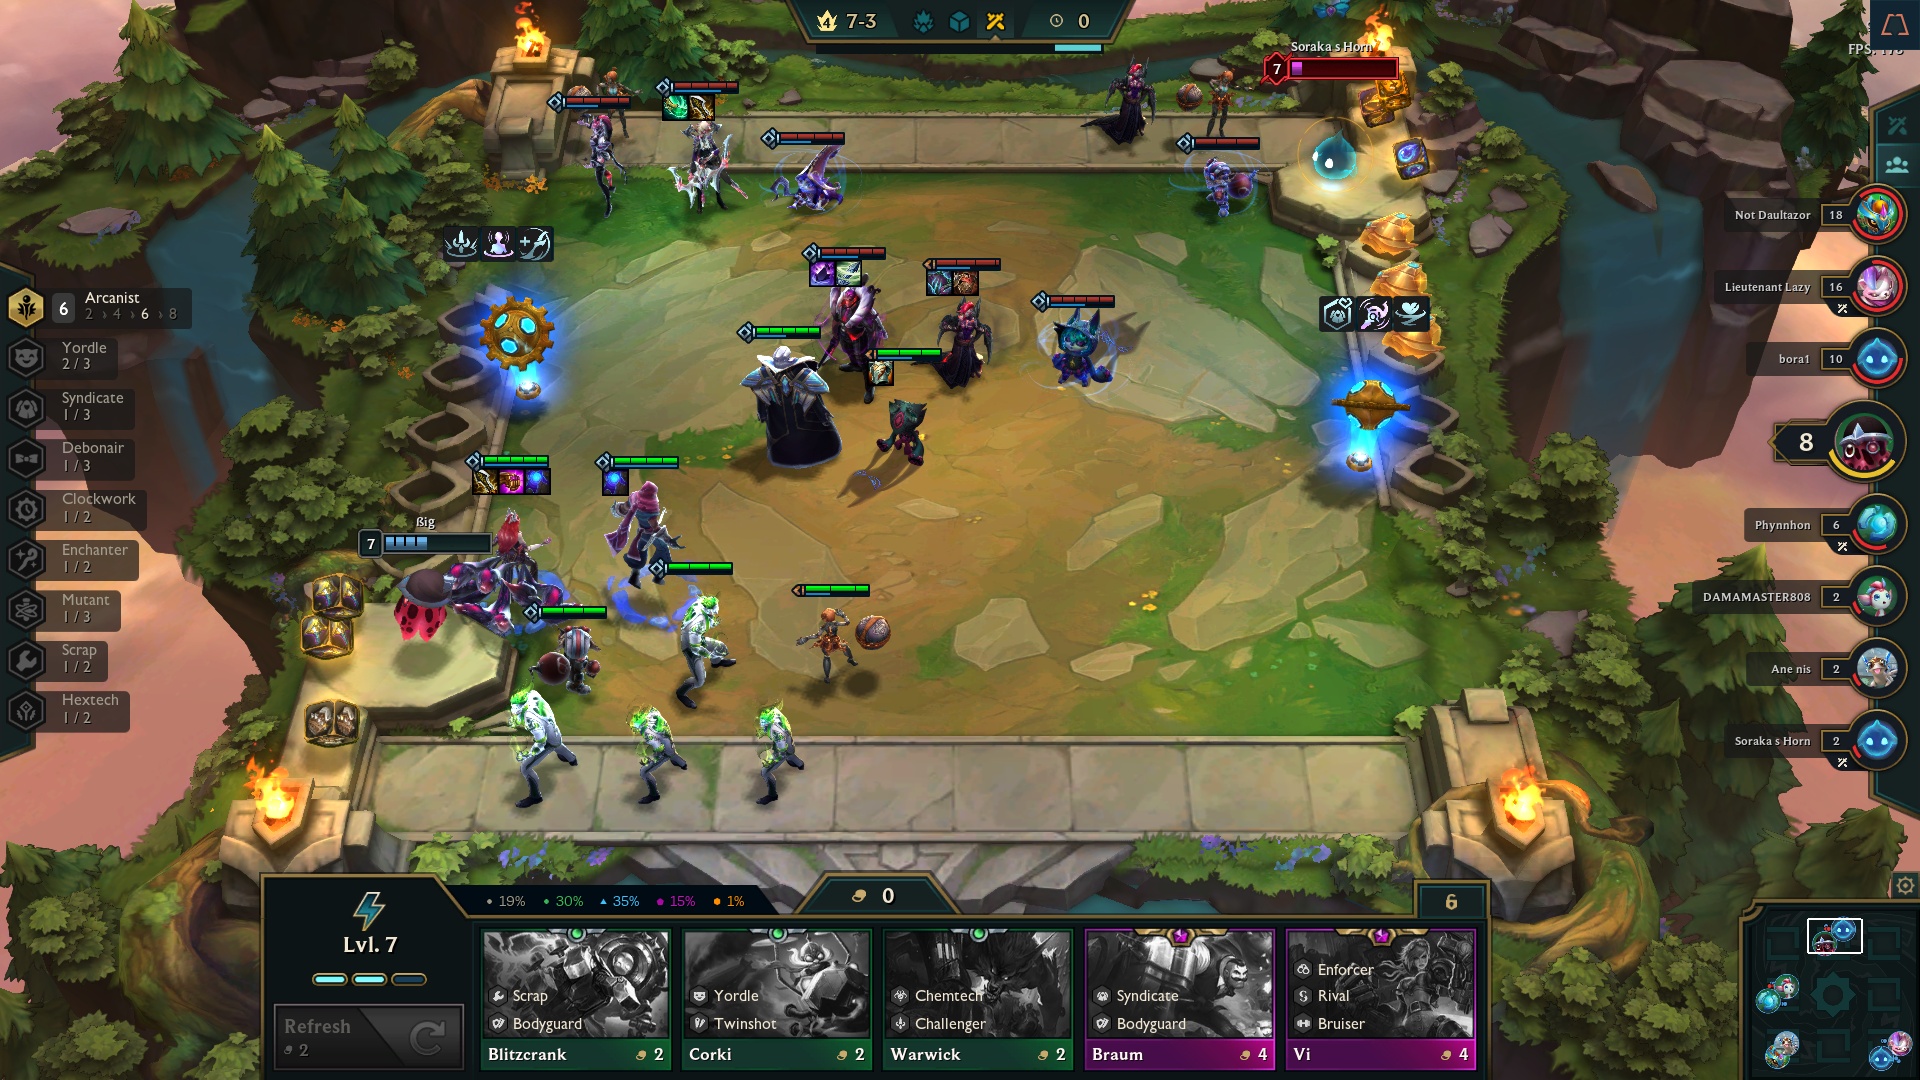 4
7-3
0
Soraka s Horn
7
FPS:
Not Daultazor
18
Lieutenant Lazy
16
bora1
10
8
Phynnhon
6
DAMAMASTER808
2
Ane nis
2
Soraka s Horn
2
6
Arcanist
2 › 4 › 6 › 8
Yordle
2 / 3
Syndicate
1 / 3
Debonair
1 / 3
Clockwork
1 / 2
Enchanter
1 / 2
Mutant
1 / 3
Scrap
1 / 2
Hextech
1 / 2
ßig
7
19%
30%
35%
15%
1%
0
6
Lvl. 7
Refresh
2
Scrap
Bodyguard
Blitzcrank
2
Yordle
Twinshot
Corki
2
Chemtech
Challenger
Warwick
2
Syndicate
Bodyguard
Braum
4
Enforcer
Rival
Bruiser
Vi
4